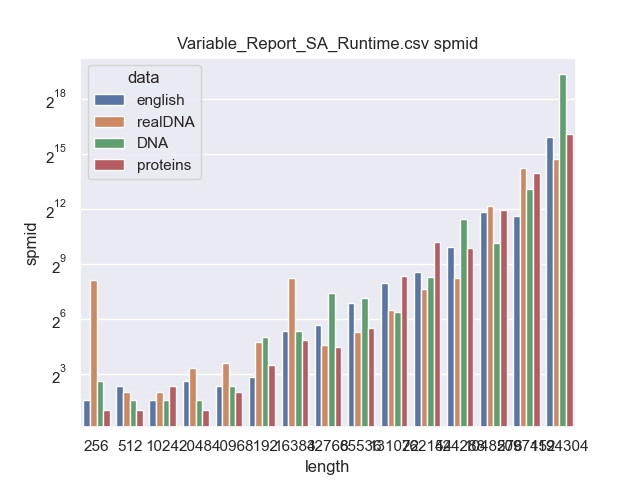 Variable_Report_SA_Runtime.csv spmid
data
english
realDNA
DNA
proteins
2^18
2^15
2^12
2^9
2^6
2^3
spmid
256 512 1024 2048 4096 8192 16384 32768 65536 131072 262144 524288 1048576 2097152 4194304
length